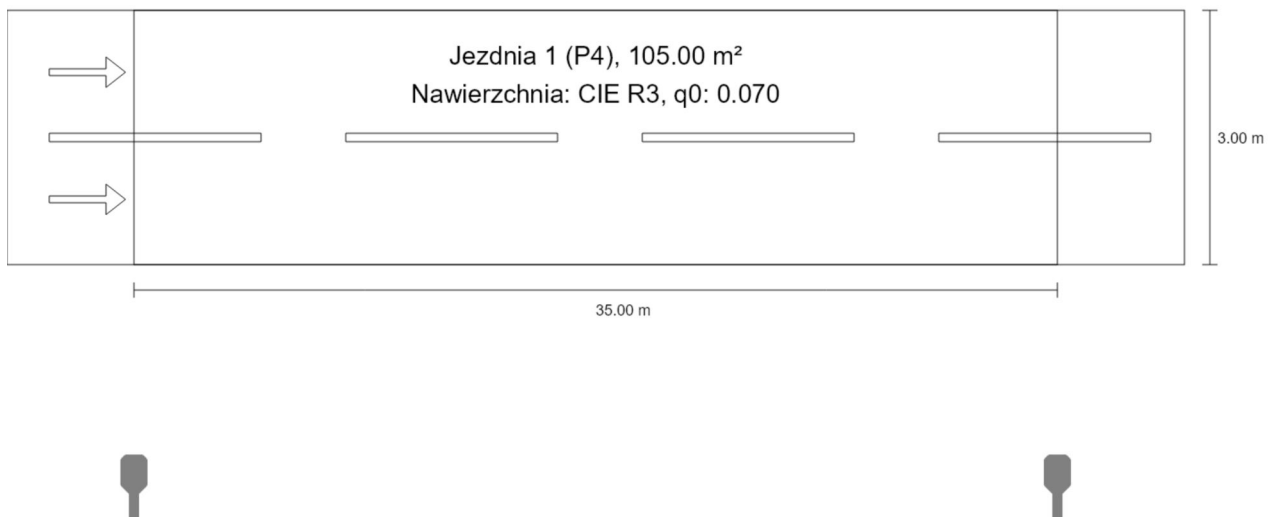 Jezdnia 1 (P4), 105.00 m²
Nawierzchnia: CIE R3, q0: 0.070
3.00 m
35.00 m